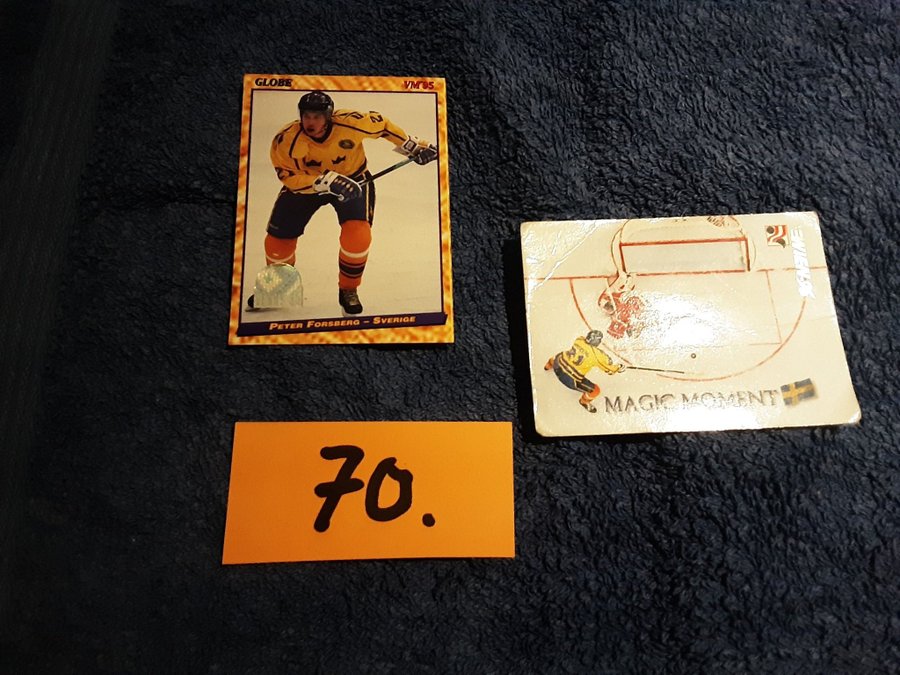 GLOBE
VM'95
PETER FORSBERG – SVERIGE
MAGIC MOMENT
70.